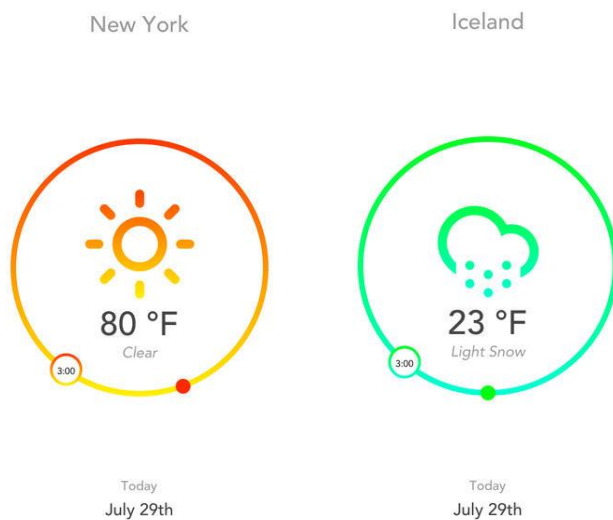 New York
80 °F
Clear
3:00
Today
July 29th
Iceland
23 °F
Light Snow
3:00
Today
July 29th